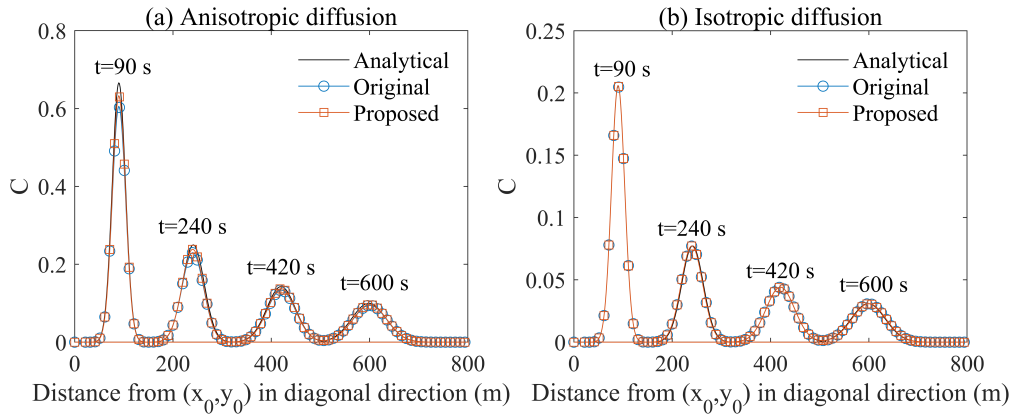 (a) Anisotropic diffusion
0.8
0.6
0.4
0.2
0
C
t=90 s
t=240 s
t=420 s
t=600 s
Analytical
Original
Proposed
0 200 400 600 800
Distance from (x0,y0) in diagonal direction (m)
(b) Isotropic diffusion
0.25
0.2
0.15
0.1
0.05
0
C
t=90 s
t=240 s
t=420 s
t=600 s
Analytical
Original
Proposed
0 200 400 600 800
Distance from (x0,y0) in diagonal direction (m)